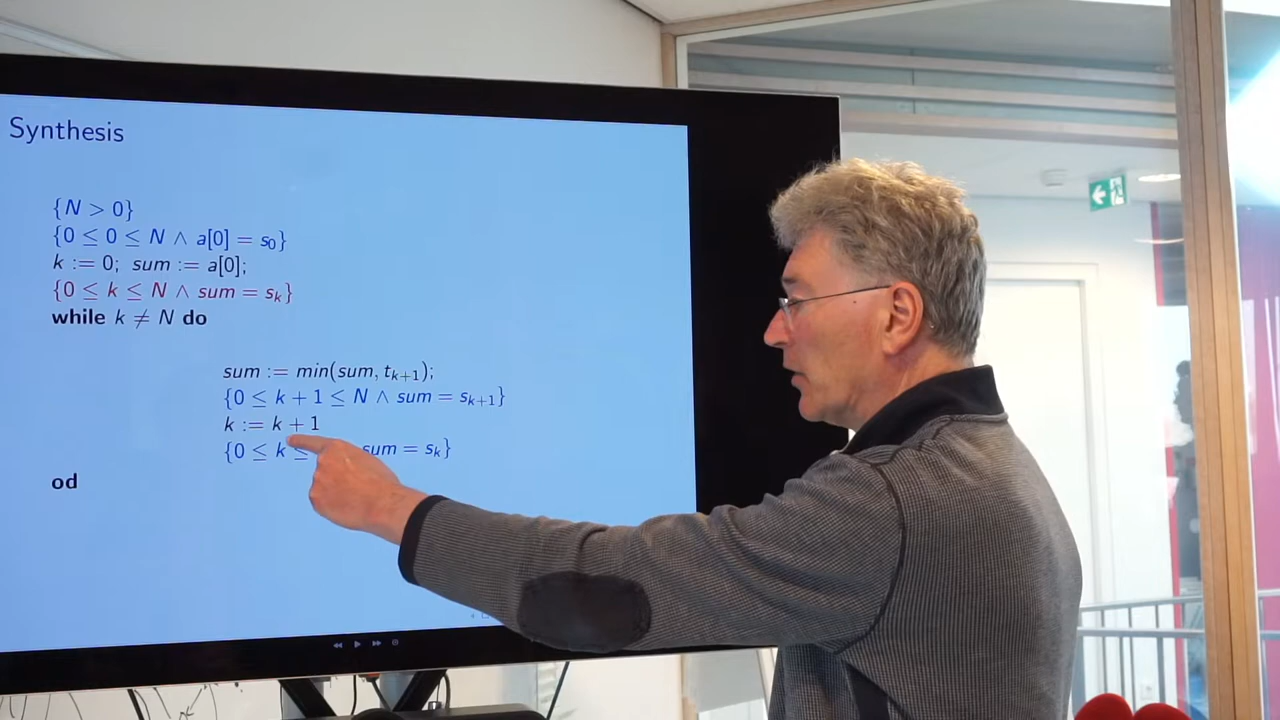 Synthesis
{N > 0}
{0 ≤ 0 ≤ N ∧ a[0] = s₀}
k := 0; sum := a[0];
{0 ≤ k ≤ N ∧ sum = sₖ}
while k ≠ N do
sum := min(sum, tₖ₊₁);
{0 ≤ k + 1 ≤ N ∧ sum = sₖ₊₁}
k := k + 1
{0 ≤ k ≤ sum = sₖ}
od